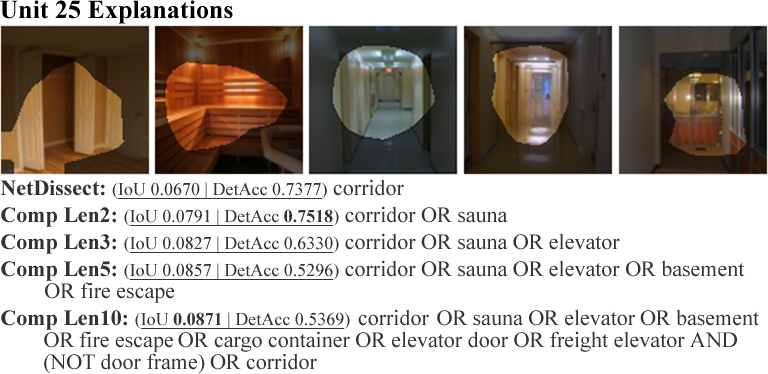 Unit 25 Explanations
NetDissect: (IoU 0.0670 | DetAcc 0.7377) corridor
Comp Len2: (IoU 0.0791 | DetAcc 0.7518) corridor OR sauna
Comp Len3: (IoU 0.0827 | DetAcc 0.6330) corridor OR sauna OR elevator
Comp Len5: (IoU 0.0857 | DetAcc 0.5296) corridor OR sauna OR elevator OR basement
OR fire escape
Comp Len10: (IoU 0.0871 | DetAcc 0.5369) corridor OR sauna OR elevator OR basement
OR fire escape OR cargo container OR elevator door OR freight elevator AND
(NOT door frame) OR corridor